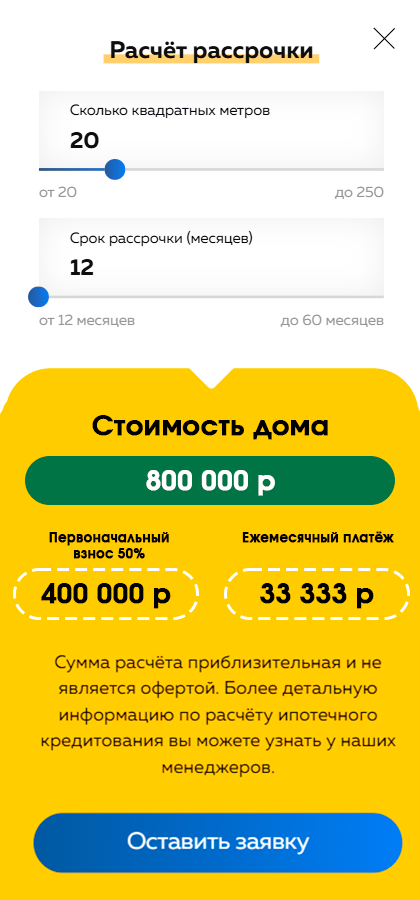 Расчёт рассрочки
Сколько квадратных метров
20
от 20 до 250
Срок рассрочки (месяцев)
12
от 12 месяцев до 60 месяцев
Стоимость дома
800 000 р
Первоначальный
взнос 50%
400 000 р
Ежемесячный платёж
33 333 р
Сумма расчёта приблизительная и не
является офертой. Более детальную
информацию по расчёту ипотечного
кредитования вы можете узнать у наших
менеджеров.
Оставить заявку